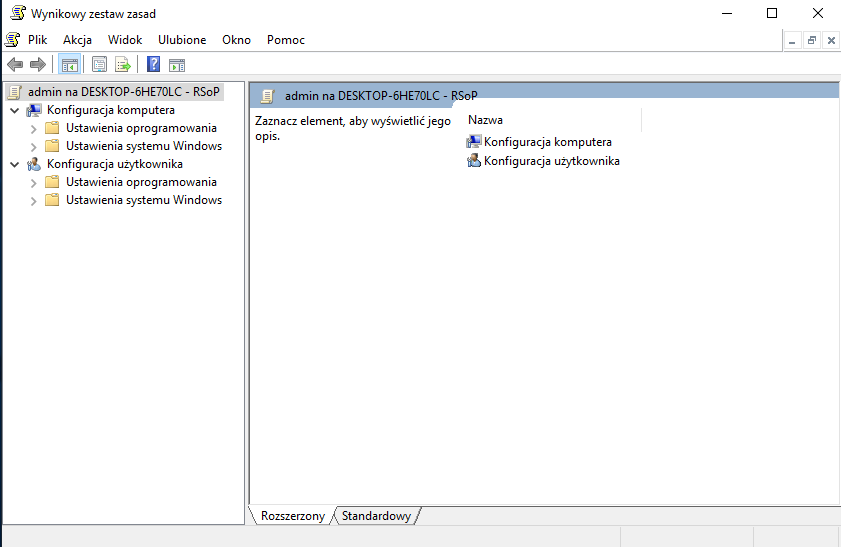 Wynikowy zestaw zasad
Plik Akcja Widok Ulubione Okno Pomoc
admin na DESKTOP-6HE70LC - RSoP
Konfiguracja komputera
Ustawienia oprogramowania
Ustawienia systemu Windows
Konfiguracja użytkownika
Ustawienia oprogramowania
Ustawienia systemu Windows
admin na DESKTOP-6HE70LC - RSoP
Zaznacz element, aby wyświetlić jego
opis.
Nazwa
Konfiguracja komputera
Konfiguracja użytkownika
Rozszerzony Standardowy